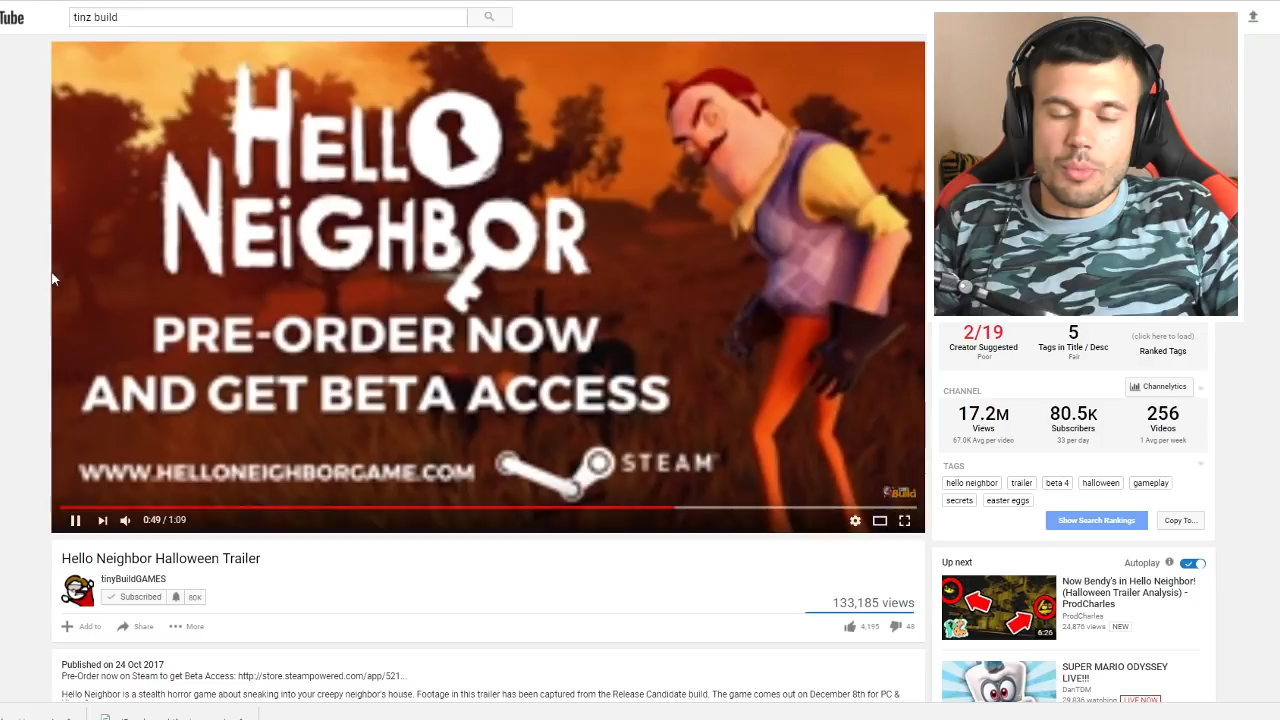 Tube
tinz build
HELLO
NEiGHBOR
PRE-ORDER NOW
AND GET BETA ACCESS
WWW.HELLONEIGHBORGAME.COM
STEAM
0:49 / 1:09
Hello Neighbor Halloween Trailer
tinyBuildGAMES
Subscribed
80K
133,185 views
Add to
Share
More
4,195
48
Published on 24 Oct 2017
Pre-Order now on Steam to get Beta Access: http://store.steampowered.com/app/521...
Hello Neighbor is a stealth horror game about sneaking into your creepy neighbor's house. Footage in this trailer has been captured from the Release Candidate build. The game comes out on December 8th for PC &
2/19
Creator Suggested
Poor
5
Tags in Title / Desc
Fair
(click here to load)
Ranked Tags
CHANNEL
Channelytics
17.2M
Views
67.0K Avg per video
80.5K
Subscribers
33 per day
256
Videos
1 Avg per week
TAGS
hello neighbor
trailer
beta 4
halloween
gameplay
secrets
easter eggs
Show Search Rankings
Copy To...
Up next
Autoplay
6:26
Now Bendy's in Hello Neighbor!
(Halloween Trailer Analysis) -
ProdCharles
ProdCharles
24,876 views
NEW
SUPER MARIO ODYSSEY
LIVE!!!
DanTDM
29,836 watching
LIVE NOW